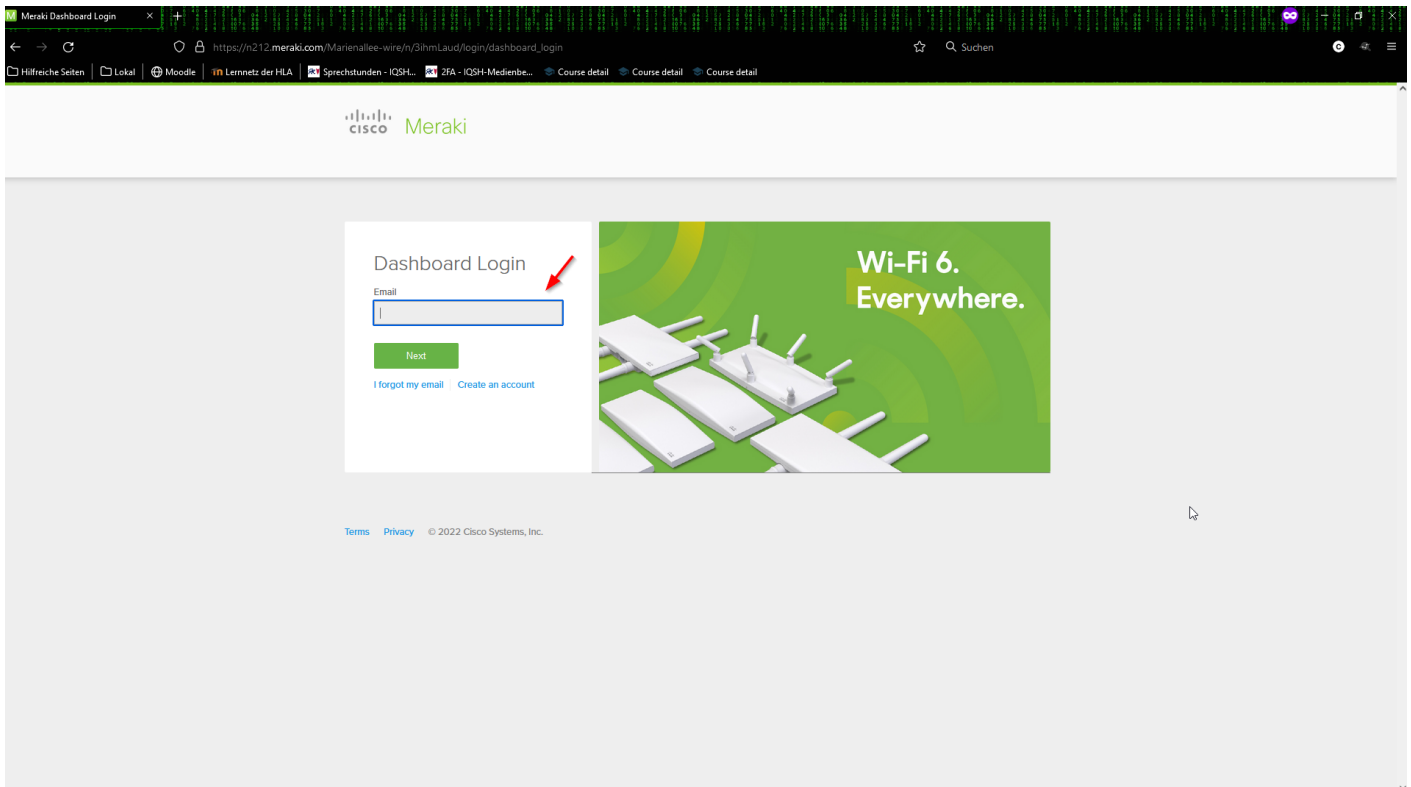 Meraki Dashboard Login
https://n212.meraki.com/Marienallee-wire/n/3ihmLaud/login/dashboard_login
Suchen
Hilfreiche Seiten
Lokal
Moodle
Lernnetz der HLA
Sprechstunden - IQSH...
2FA - IQSH-Medienbe...
Course detail
Course detail
Course detail
cisco Meraki
Dashboard Login
Email
Next
I forgot my email
Create an account
Wi-Fi 6.
Everywhere.
Terms Privacy © 2022 Cisco Systems, Inc.